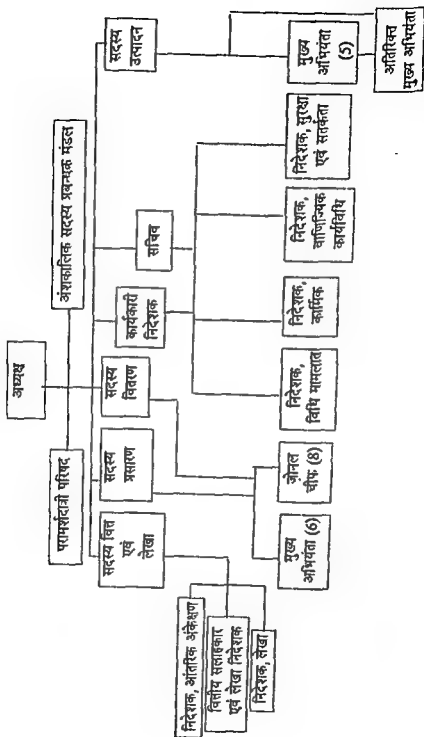 अध्यक्ष
परामर्शदात्री परिषद
अंशकालिक सदस्य प्रबन्धक मंडल
सदस्य वित्त
एवं
लेखा
सदस्य
प्रसारण
सदस्य
वितरण
कार्यकारी
निदेशक
सचिव
सदस्य
उत्पादन
निदेशक, आंतरिक अंकेक्षण
वित्तीय सलाहकार
एवं लेखा निदेशक
निदेशक, लेखा
मुख्य
अभियंता (6)
ज़ोनल
चीफ (8)
निदेशक,
विधि मामलात
निदेशक,
कार्मिक
निदेशक,
वाणिज्यिक
कार्यविधि
निदेशक, सुरक्षा
एवं सतर्कता
मुख्य
अभियंता
(5)
अतिरिक्त
मुख्य अभियंता